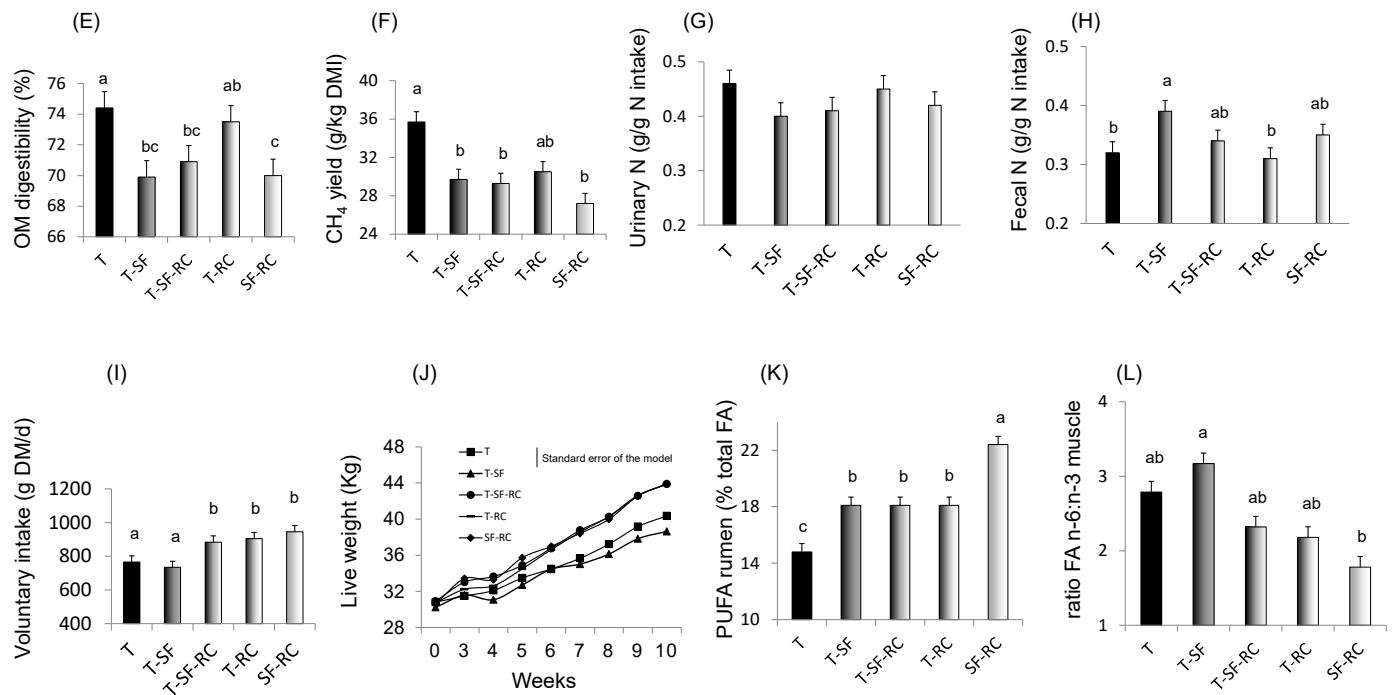 (E)
OM digestibility (%)
76
74
72
70
68
66
a
bc
bc
ab
c
T
T-SF
T-SF-RC
T-RC
SF-RC
(F)
CH₄ yield (g/kg DMI)
40
36
32
28
24
a
b
b
ab
b
T
T-SF
T-SF-RC
T-RC
SF-RC
(G)
Urinary N (g/g N intake)
0.5
0.4
0.3
0.2
T
T-SF
T-SF-RC
T-RC
SF-RC
(H)
Fecal N (g/g N intake)
0.5
0.4
0.3
0.2
b
a
ab
b
ab
T
T-SF
T-SF-RC
T-RC
SF-RC
(I)
Voluntary intake (g DM/d)
1200
1000
800
600
400
a
a
b
b
b
T
T-SF
T-SF-RC
T-RC
SF-RC
(J)
Live weight (Kg)
48
44
40
36
32
28
T
T-SF
T-SF-RC
T-RC
SF-RC
Standard error of the model
0 3 4 5 6 7 8 9 10
Weeks
(K)
PUFA rumen (% total FA)
22
18
14
10
c
b
b
b
a
T
T-SF
T-SF-RC
T-RC
SF-RC
(L)
ratio FA n-6:n-3 muscle
4
3
2
1
ab
a
ab
ab
b
T
T-SF
T-SF-RC
T-RC
SF-RC